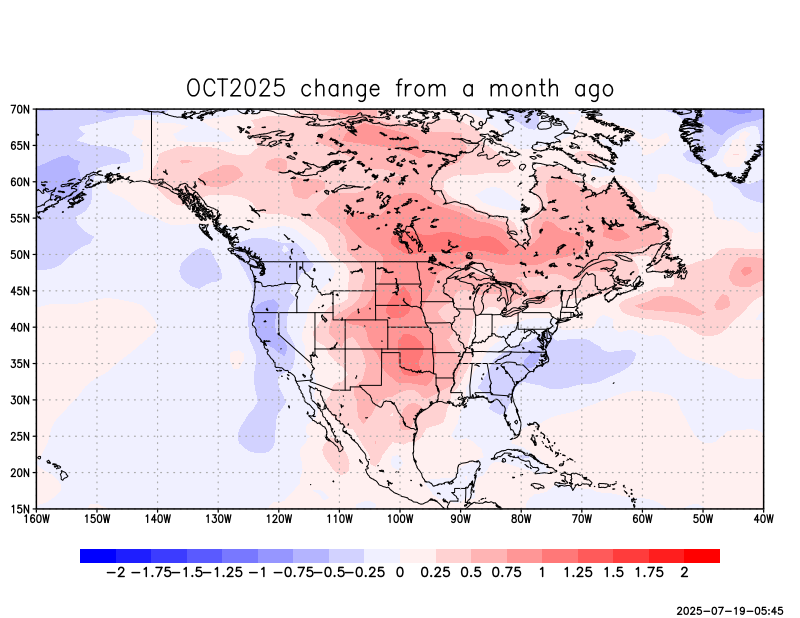 OCT2025 change from a month ago
70N
65N
60N
55N
50N
45N
40N
35N
30N
25N
20N
15N
160W 150W 140W 130W 120W 110W 100W 90W 80W 70W 60W 50W 40W
−2 −1.75 −1.5 −1.25 −1 −0.75 −0.5 −0.25 0 0.25 0.5 0.75 1 1.25 1.5 1.75 2
2025-07-19-05:45